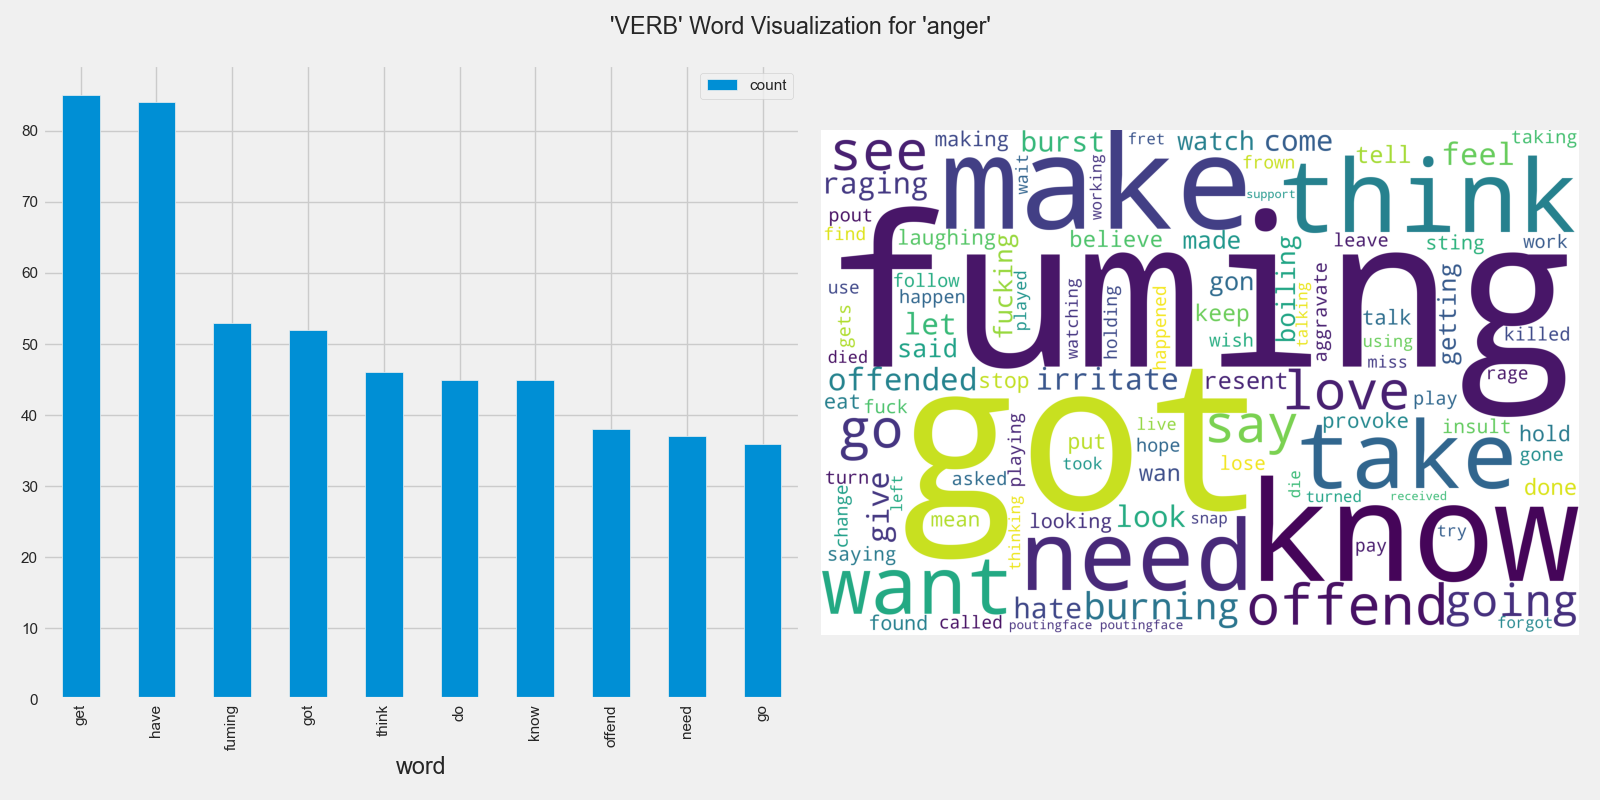 'VERB' Word Visualization for 'anger'
count
80
70
60
50
40
30
20
10
0
get
have
fuming
got
think
do
know
offend
need
go
word
see
making
burst
fret
watch
come
taking
raging
make
wait
working
frown
tell
feel
support
think
pout
find
laughing
believe
made
leave
sting
work
fuming
use
follow
happen
fucking
played
watching
holding
happened
gon
boiling
talking
aggravate
getting
gets
let
keep
talk
killed
died
said
wish
using
miss
offended
stop
irritate
resent
love
rage
eat
fuck
go
got
playing
put
live
say
play
provoke
insult
hold
took
hope
lose
take
gone
turn
asked
wan
die
turned
received
done
change
give
left
mean
thinking
looking
look
snap
know
try
pay
saying
need
want
hate
burning
offend
going
found
called
poutingface poutingface
forgot